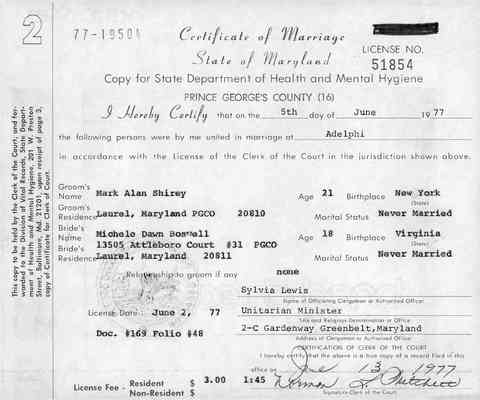 2
77-19504
Certificate of Marriage
State of Maryland
LICENSE NO.
51854
Copy for State Department of Health and Mental Hygiene
PRINCE GEORGE'S COUNTY (16)
I Hereby Certify that on the 5th day of June 1977
the following persons were by me united in marriage at Adelphi
in accordance with the License of the Clerk of the Court in the jurisdiction shown above.
Groom's Name Mark Alan Shirey Age 21 Birthplace New York
(State)
Groom's Residence Laurel, Maryland PGCO 20810 Marital Status Never Married
Bride's Name Michele Dawn Boswell Age 18 Birthplace Virginia
(State)
13505 Attleboro Court #31 PGCO
Bride's Residence Laurel, Maryland 20811 Marital Status Never Married
Relationship to groom if any none
Sylvia Lewis
Name of Officiating Clergyman or Authorized Officer
License Date June 2, 77 Unitarian Minister
Title and Religious Denomination or Office
Doc. #169 Folio #48 2-C Gardenway Greenbelt,Maryland
Address of Clergyman or Authorized Officer
CERTIFICATION OF CLERK OF THE COURT
I hereby certify that the above is a true copy of a record filed in this
office on June 13 1977
License Fee - Resident $ 3.00 1:45 Norman L. Pritchett
Non-Resident $ Signature-Clerk of the Court
This copy to be held by the Clerk of the Court; and for-
warded to the Division of Vital Records, State Depart-
ment of Health and Mental Hygiene, 201 W. Preston
Street, Baltimore, Md. 21201, upon receipt of page 3,
copy of Certificate for Clerk of Court.